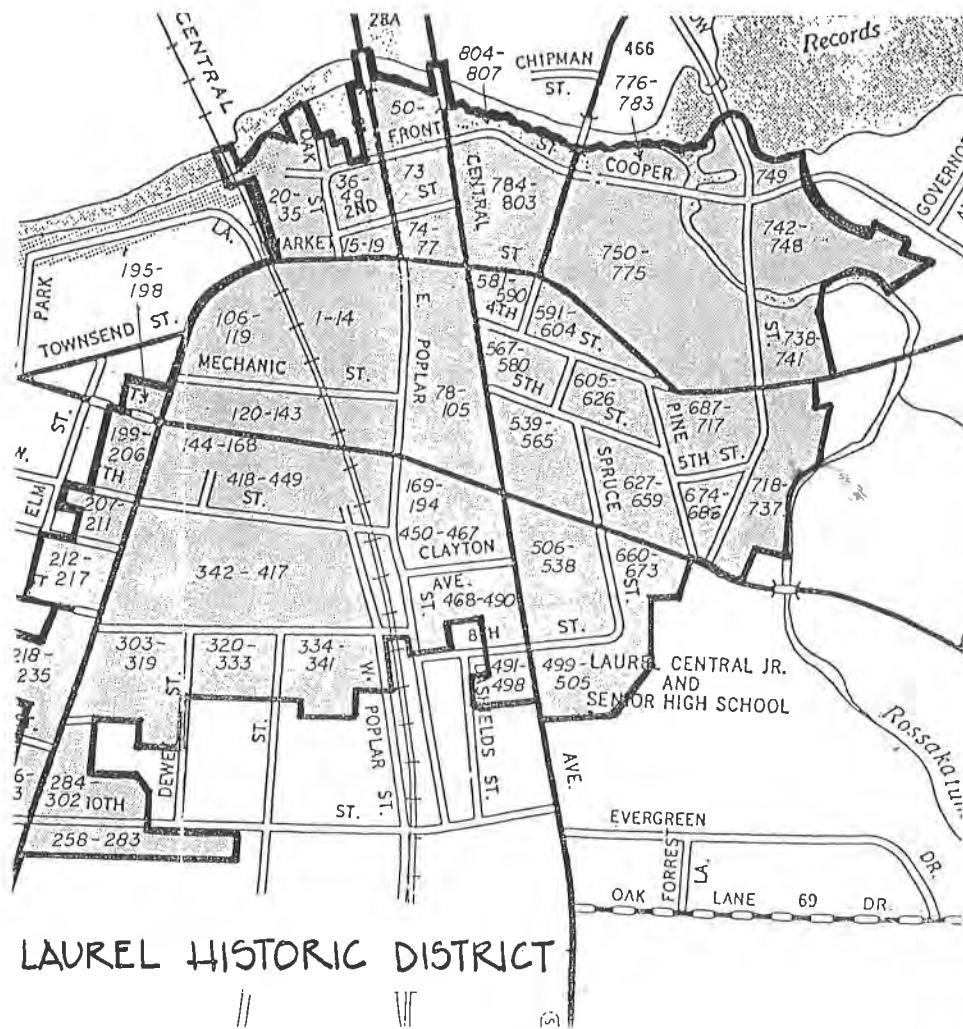 CENTRAL
28A
804-
807
CHIPMAN
ST.
466
776-
783
Records
50-
FRONT
ST.
COOPER
OAK
ST
GOVERNOR
749
20-
35
36-
49
2ND
ST
73
CENTRAL
784-
803
742-
748
LA.
ARKET
15-19
74-
77
ST
750-
775
195-
198
PARK
TOWNSEND ST.
106-
119
1-14
E. POPLAR
581-
590
4TH
591-
604
ST.
ST.
738-
741
MECHANIC ST.
567-
580
5TH
605-
626
ST.
78-
105
PINE
687-
717
5TH ST.
T.
120-143
199-
206
TH
144-168
418-449
ST.
539-
565
SPRUCE
627-
659
674-
686
718-
737
ST.
ELM
207-
211
169-
194
450-467
CLAYTON
AVE.
506-
538
660-
673
ST.
212-
217
342-417
ST
468-490
8TH
ST.
218-
235
303-
319
320-
333
334-
341
W. POPLAR ST.
491-
498
499-
505
LAUREL CENTRAL JR.
AND
SENIOR HIGH SCHOOL
ST.
DEWE
ST.
SHIELDS ST.
Rossakatum
284-
302
10TH
ST.
AVE.
258-283
EVERGREEN
DR.
FORREST
LA.
OAK LANE 69 DR.
LAUREL HISTORIC DISTRICT